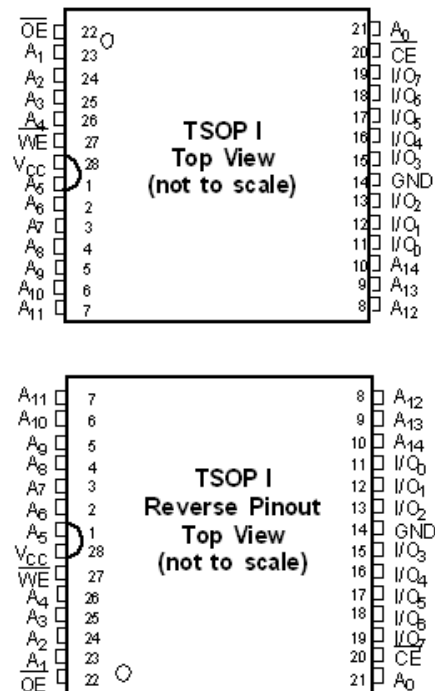 OE 22 21 A0
A1 23 20 CE
A2 24 19 I/O7
A3 25 18 I/O6
A4 26 17 I/O5
WE 27 16 I/O4
VCC 28 15 I/O3
A5 1 14 GND
A6 2 13 I/O2
A7 3 12 I/O1
A8 4 11 I/O0
A9 5 10 A14
A10 6 9 A13
A11 7 8 A12
TSOP I
Top View
(not to scale)
A11 7 8 A12
A10 6 9 A13
A9 5 10 A14
A8 4 11 I/O0
A7 3 12 I/O1
A6 2 13 I/O2
A5 1 14 GND
VCC 28 15 I/O3
WE 27 16 I/O4
A4 26 17 I/O5
A3 25 18 I/O6
A2 24 19 I/O7
A1 23 20 CE
OE 22 21 A0
TSOP I
Reverse Pinout
Top View
(not to scale)